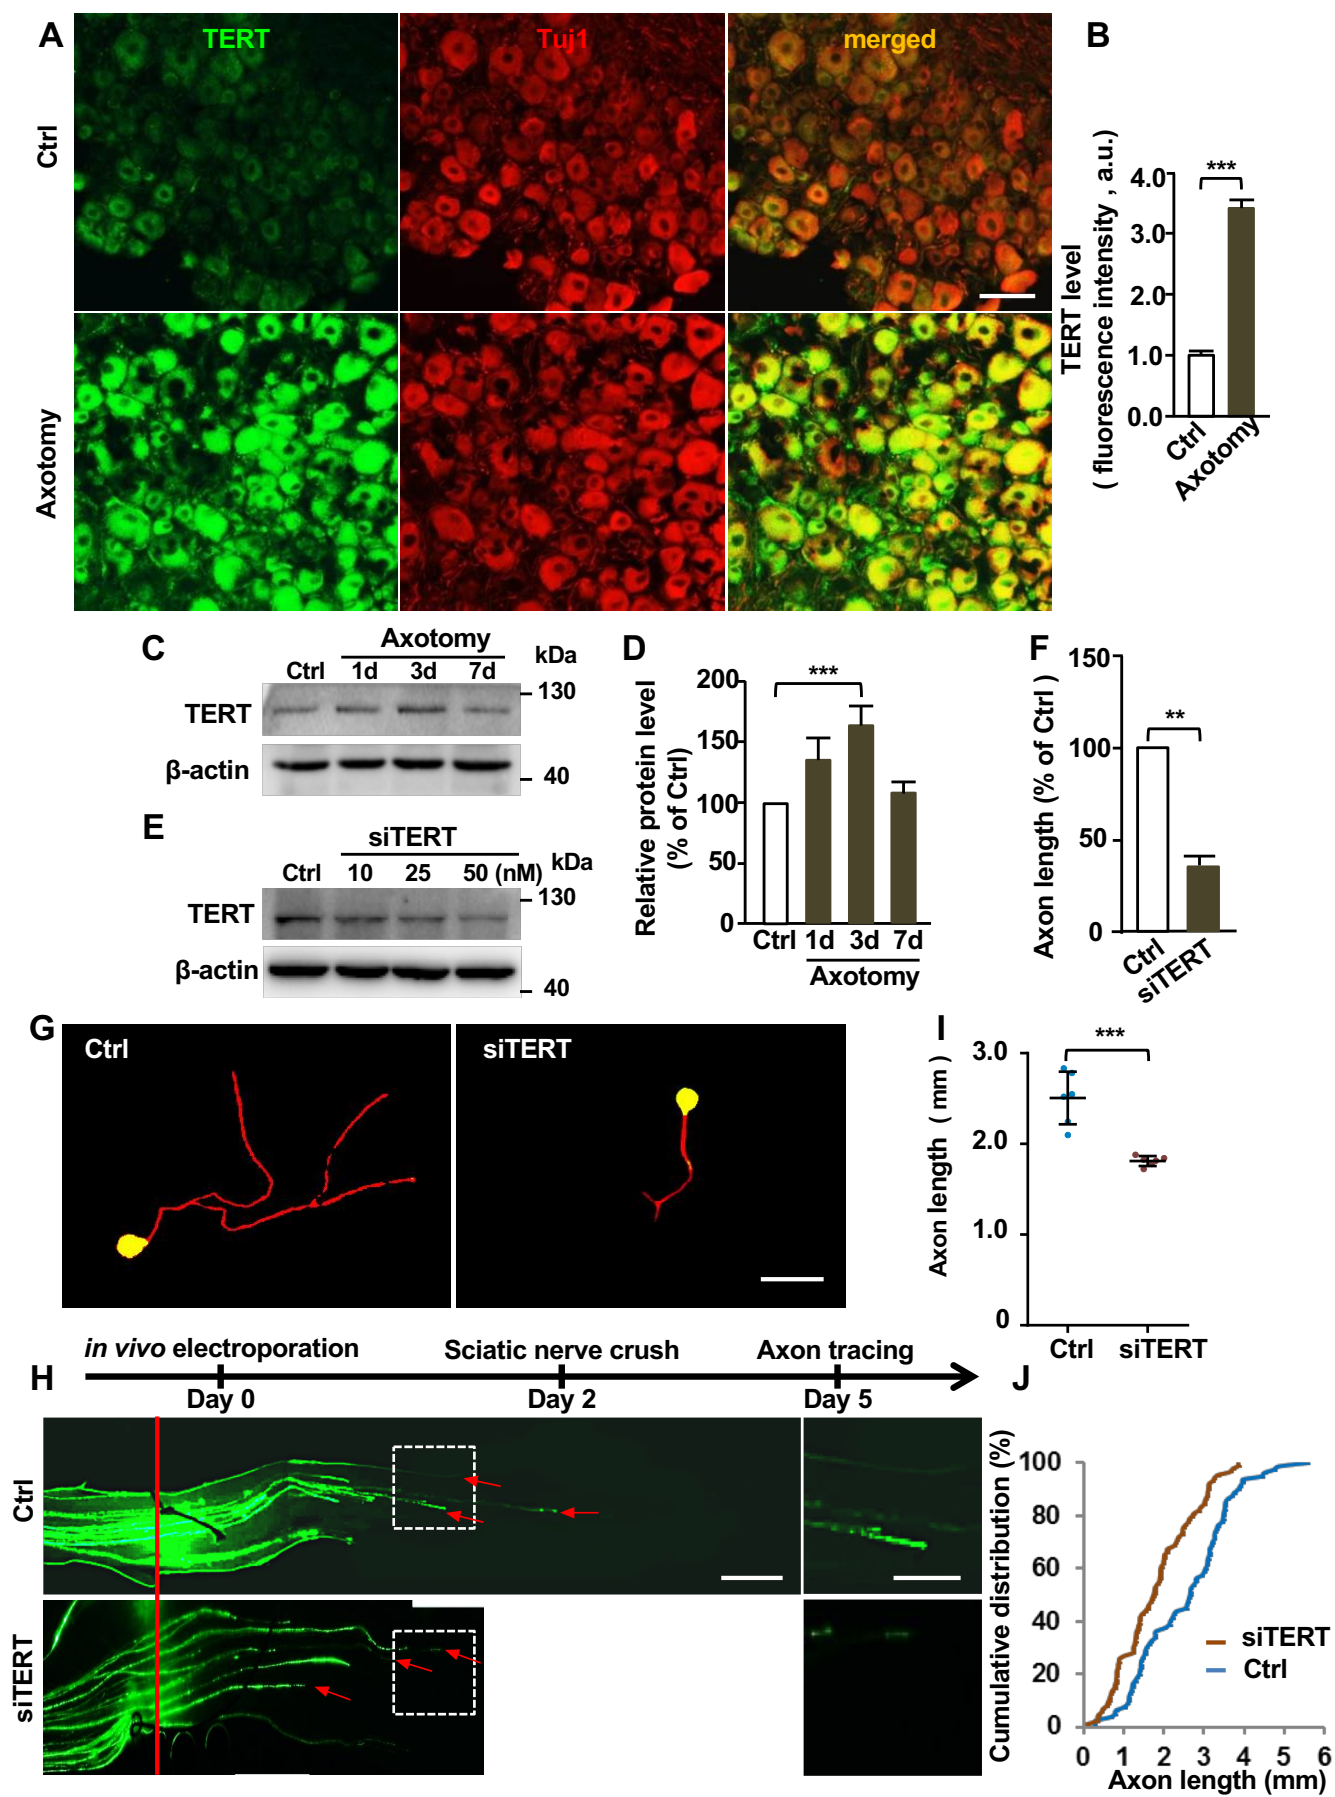 A
TERT
Tuj1
merged
Ctrl
Axotomy
B
TERT level
( fluorescence intensity , a.u.)
***
4.0
3.0
2.0
1.0
0.0
Ctrl
Axotomy
C
Axotomy
Ctrl 1d 3d 7d
kDa
130
TERT
β-actin
40
D
Relative protein level
(% of Ctrl)
***
200
150
100
50
0
Ctrl 1d 3d 7d
Axotomy
E
siTERT
Ctrl 10 25 50 (nM)
kDa
130
TERT
β-actin
40
F
Axon length (% of Ctrl )
**
150
100
50
0
Ctrl
siTERT
G
Ctrl
siTERT
I
Axon length ( mm )
***
3.0
2.0
1.0
0
Ctrl siTERT
H
in vivo electroporation
Sciatic nerve crush
Axon tracing
Day 0
Day 2
Day 5
Ctrl
siTERT
J
Cumulative distribution (%)
100
80
60
40
20
0
siTERT
Ctrl
0 1 2 3 4 5 6
Axon length (mm)